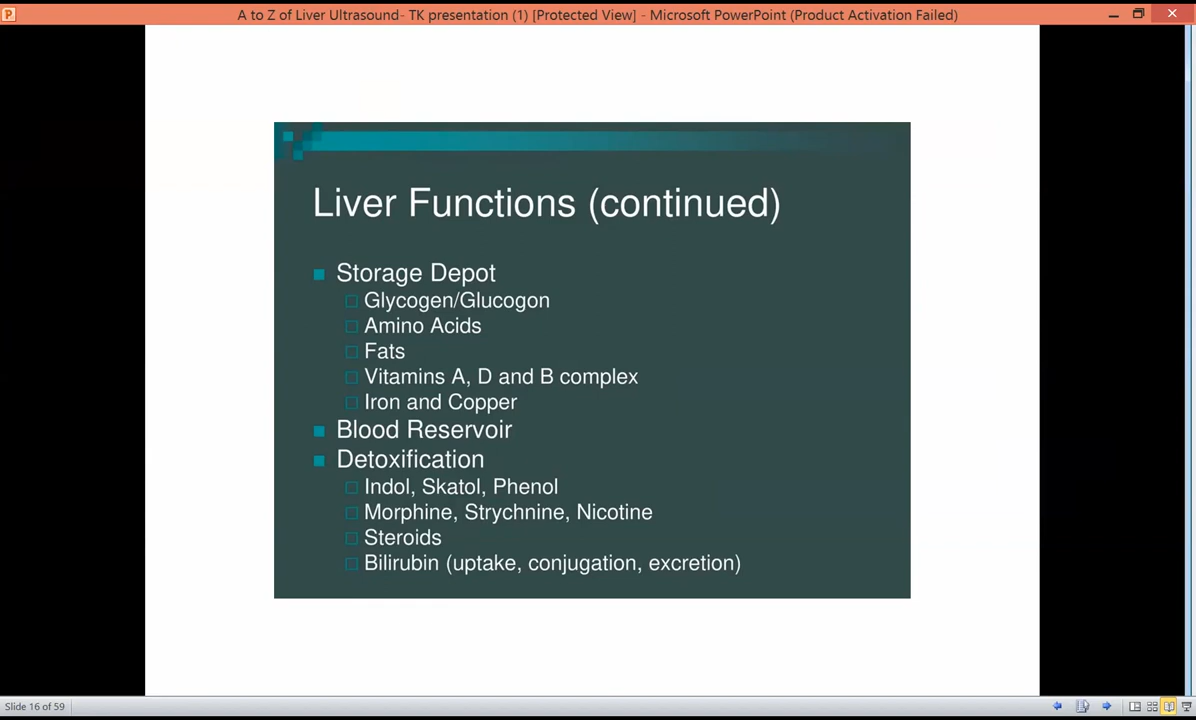 A to Z of Liver Ultrasound- TK presentation (1) [Protected View] - Microsoft PowerPoint (Product Activation Failed)
Liver Functions (continued)
Storage Depot
Glycogen/Glucogon
Amino Acids
Fats
Vitamins A, D and B complex
Iron and Copper
Blood Reservoir
Detoxification
Indol, Skatol, Phenol
Morphine, Strychnine, Nicotine
Steroids
Bilirubin (uptake, conjugation, excretion)
Slide 16 of 59